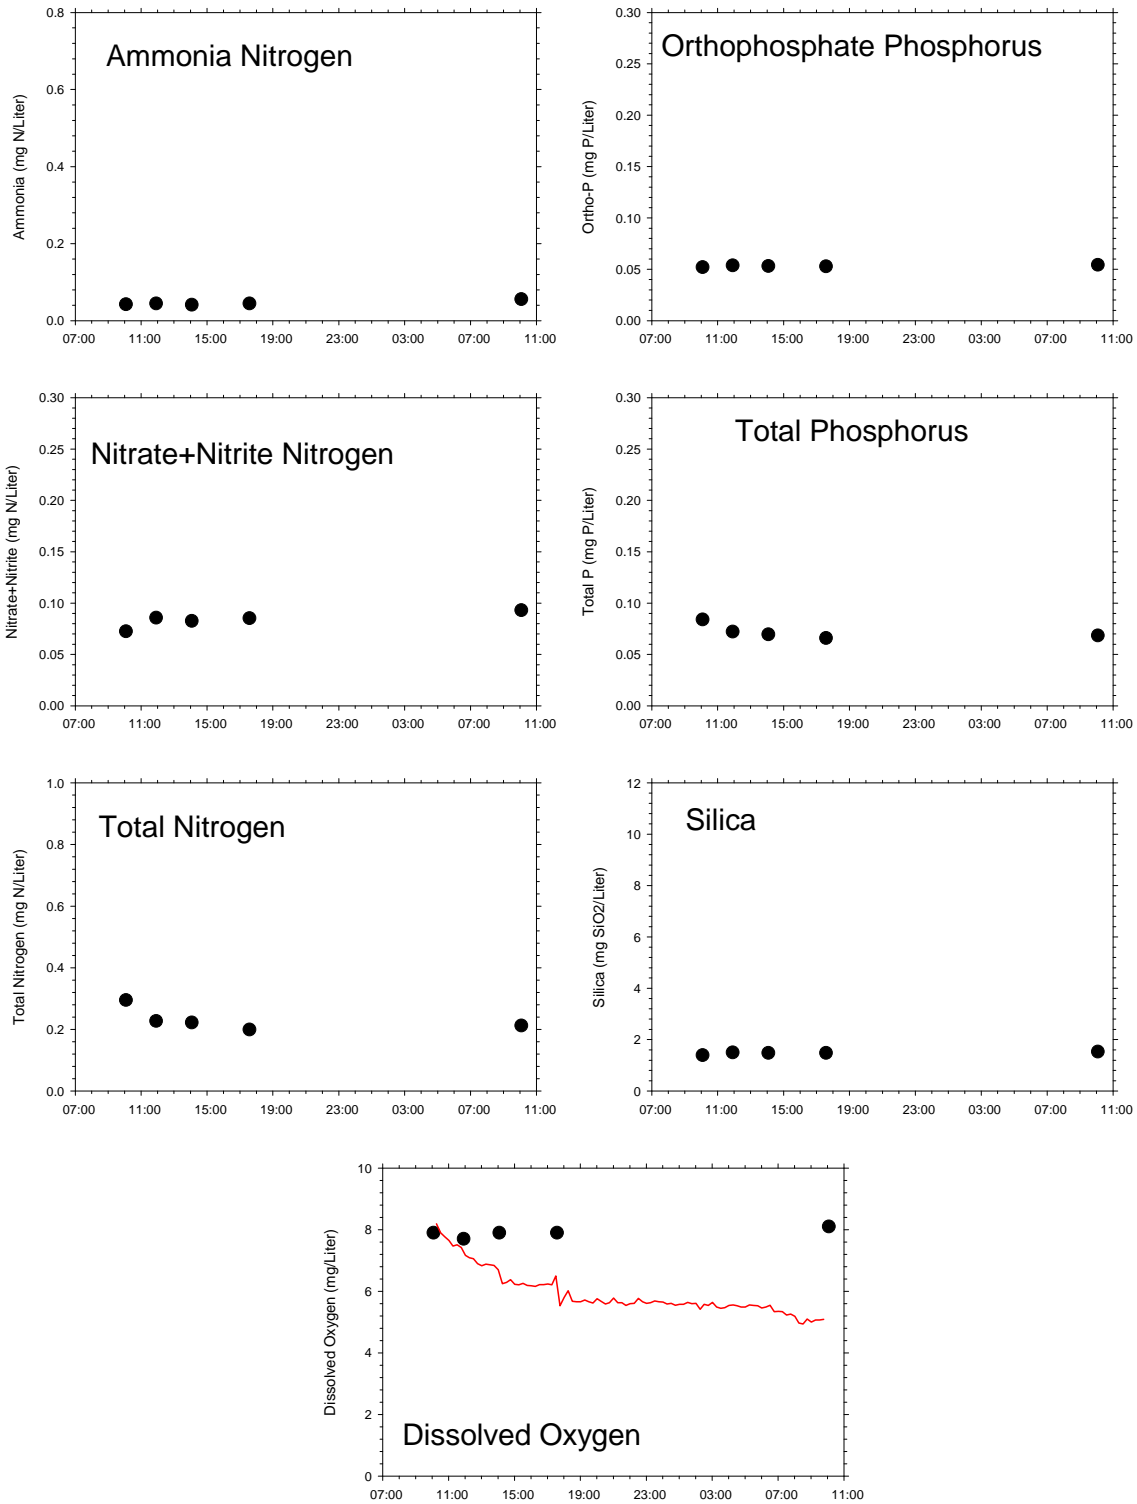 Ammonia Nitrogen
Ammonia (mg N/Liter)
0.8
0.6
0.4
0.2
0.0
07:00 11:00 15:00 19:00 23:00 03:00 07:00 11:00
Orthophosphate Phosphorus
Ortho-P (mg P/Liter)
0.30
0.25
0.20
0.15
0.10
0.05
0.00
07:00 11:00 15:00 19:00 23:00 03:00 07:00 11:00
Nitrate+Nitrite Nitrogen
Nitrate+Nitrite (mg N/Liter)
0.30
0.25
0.20
0.15
0.10
0.05
0.00
07:00 11:00 15:00 19:00 23:00 03:00 07:00 11:00
Total Phosphorus
Total P (mg P/Liter)
0.30
0.25
0.20
0.15
0.10
0.05
0.00
07:00 11:00 15:00 19:00 23:00 03:00 07:00 11:00
Total Nitrogen
Total Nitrogen (mg N/Liter)
1.0
0.8
0.6
0.4
0.2
0.0
07:00 11:00 15:00 19:00 23:00 03:00 07:00 11:00
Silica
Silica (mg SiO2/Liter)
12
10
8
6
4
2
0
07:00 11:00 15:00 19:00 23:00 03:00 07:00 11:00
Dissolved Oxygen
Dissolved Oxygen (mg/Liter)
10
8
6
4
2
0
07:00 11:00 15:00 19:00 23:00 03:00 07:00 11:00